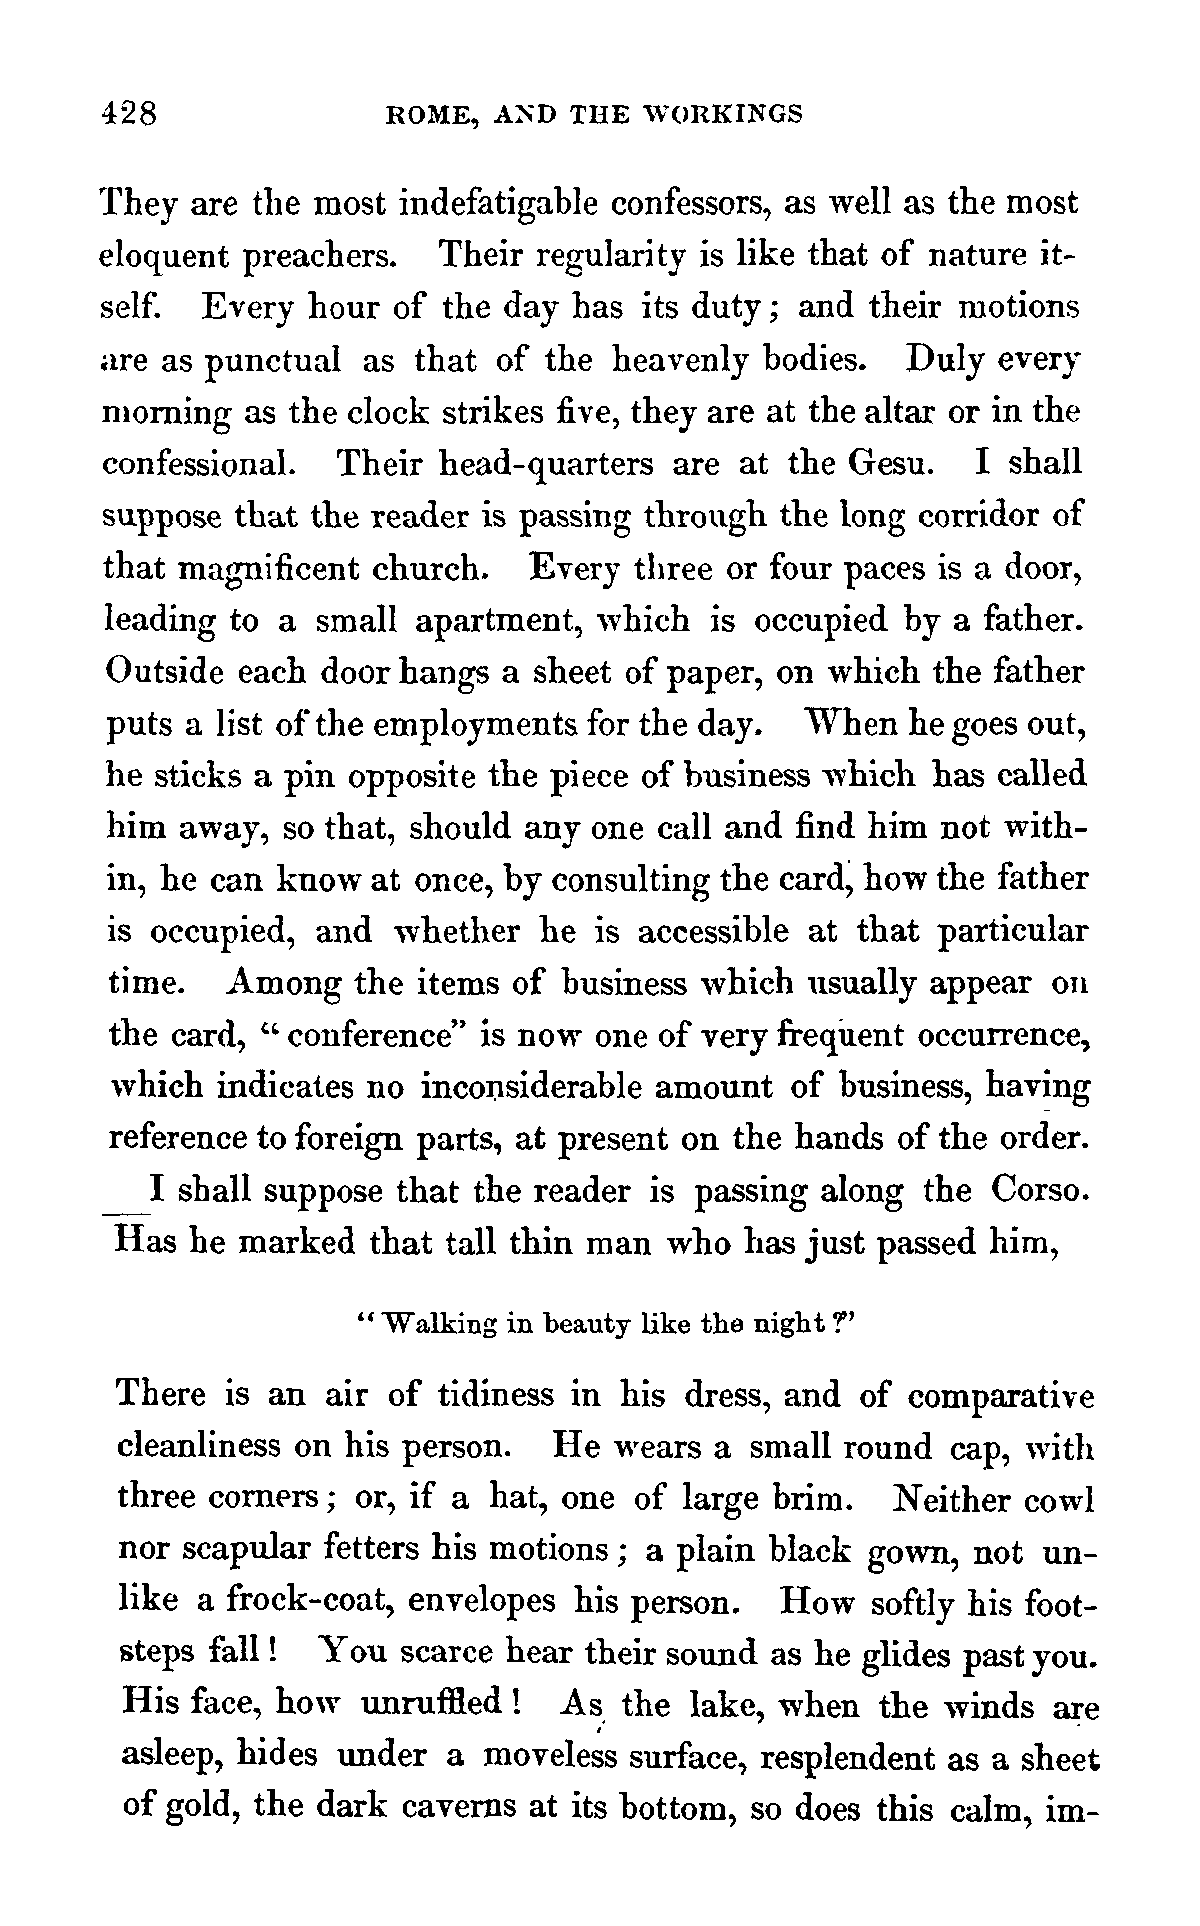 428 ROME, AND THE WORKINGS
They are the most indefatigable confessors, as well as the most
eloquent preachers. Their regularity is like that of nature it-
self. Every hour of the day has its duty; and their motions
are as punctual as that of the heavenly bodies. Duly every
morning as the clock strikes five, they are at the altar or in the
confessional. Their head-quarters are at the Gesu. I shall
suppose that the reader is passing through the long corridor of
that magnificent church. Every three or four paces is a door,
leading to a small apartment, which is occupied by a father.
Outside each door hangs a sheet of paper, on which the father
puts a list of the employments for the day. When he goes out,
he sticks a pin opposite the piece of business which has called
him away, so that, should any one call and find him not with-
in, he can know at once, by consulting the card, how the father
is occupied, and whether he is accessible at that particular
time. Among the items of business which usually appear on
the card, "conference" is now one of very frequent occurrence,
which indicates no inconsiderable amount of business, having
reference to foreign parts, at present on the hands of the order.
I shall suppose that the reader is passing along the Corso.
Has he marked that tall thin man who has just passed him,
"Walking in beauty like the night?"
There is an air of tidiness in his dress, and of comparative
cleanliness on his person. He wears a small round cap, with
three corners; or, if a hat, one of large brim. Neither cowl
nor scapular fetters his motions; a plain black gown, not un-
like a frock-coat, envelopes his person. How softly his foot-
steps fall! You scarce hear their sound as he glides past you.
His face, how unruffled! As the lake, when the winds are
asleep, hides under a moveless surface, resplendent as a sheet
of gold, the dark caverns at its bottom, so does this calm, im-